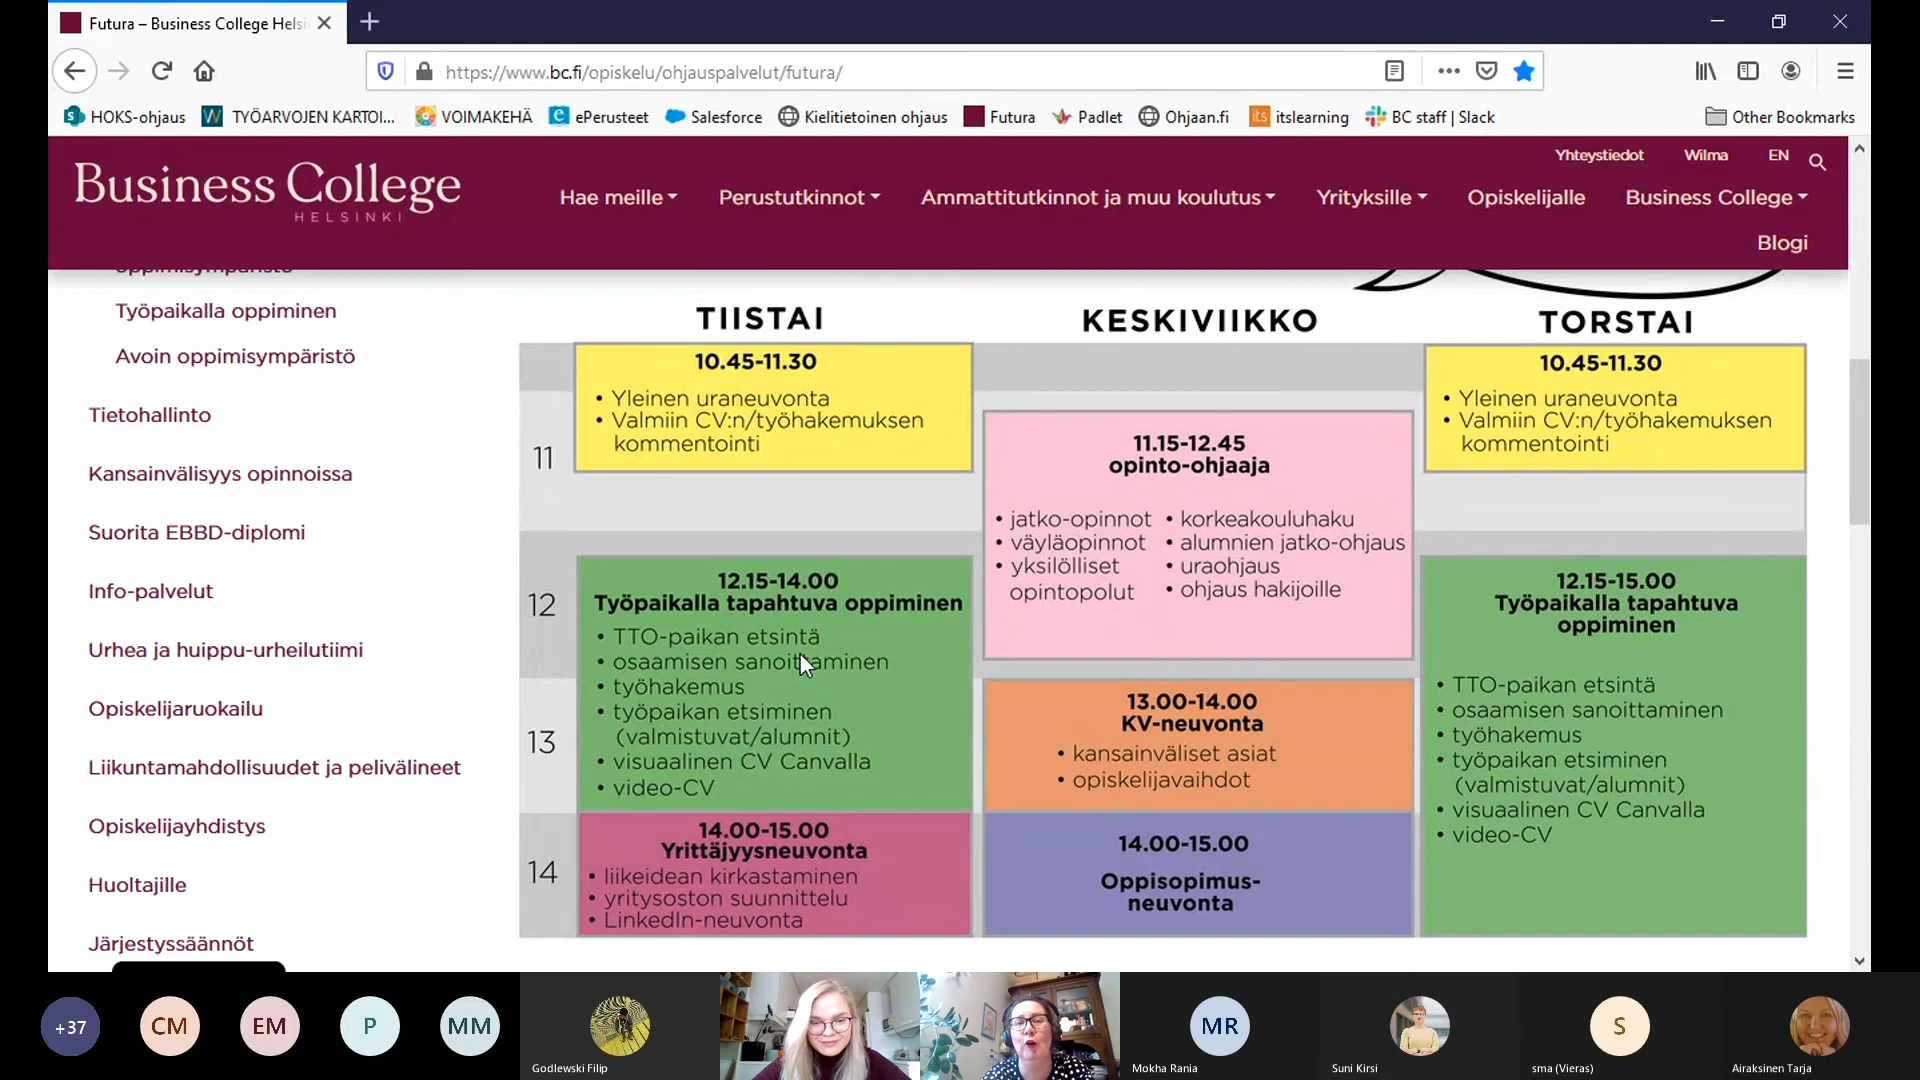 Futura – Business College Helsi
https://www.bc.fi/opiskelu/ohjauspalvelut/futura/
HOKS-ohjaus
TYÖARVOJEN KARTOI...
VOIMAKEHÄ
ePerusteet
Salesforce
Kielitietoinen ohjaus
Futura
Padlet
Ohjaan.fi
its
itslearning
BC staff | Slack
Other Bookmarks
Business College
HELSINKI
Yhteystiedot
Wilma
EN
Hae meille
Perustutkinnot
Ammattitutkinnot ja muu koulutus
Yrityksille
Opiskelijalle
Business College
Blogi
oppimisympäristö
Työpaikalla oppiminen
Avoin oppimisympäristö
Tietohallinto
Kansainvälisyys opinnoissa
Suorita EBBD-diplomi
Info-palvelut
Urhea ja huippu-urheilutiimi
Opiskelijaruokailu
Liikuntamahdollisuudet ja pelivälineet
Opiskelijayhdistys
Huoltajille
Järjestyssäännöt
11
12
13
14
TIISTAI
10.45-11.30
• Yleinen uraneuvonta
• Valmiin CV:n/työhakemuksen
kommentointi
12.15-14.00
Työpaikalla tapahtuva oppiminen
• TTO-paikan etsintä
• osaamisen sanoittaminen
• työhakemus
• työpaikan etsiminen
(valmistuvat/alumnit)
• visuaalinen CV Canvalla
• video-CV
14.00-15.00
Yrittäjyysneuvonta
• liikeidean kirkastaminen
• yritysoston suunnittelu
• LinkedIn-neuvonta
KESKIVIIKKO
11.15-12.45
opinto-ohjaaja
• jatko-opinnot
• väyläopinnot
• yksilölliset
opintopolut
• korkeakouluhaku
• alumnien jatko-ohjaus
• uraohjaus
• ohjaus hakijoille
13.00-14.00
KV-neuvonta
• kansainväliset asiat
• opiskelijavaihdot
14.00-15.00
Oppisopimus-
neuvonta
TORSTAI
10.45-11.30
• Yleinen uraneuvonta
• Valmiin CV:n/työhakemuksen
kommentointi
12.15-15.00
Työpaikalla tapahtuva
oppiminen
• TTO-paikan etsintä
• osaamisen sanoittaminen
• työhakemus
• työpaikan etsiminen
(valmistuvat/alumnit)
• visuaalinen CV Canvalla
• video-CV
+37
CM
EM
P
MM
Godlewski Filip
MR
Mokha Rania
Suni Kirsi
S
sma (Vieras)
Airaksinen Tarja